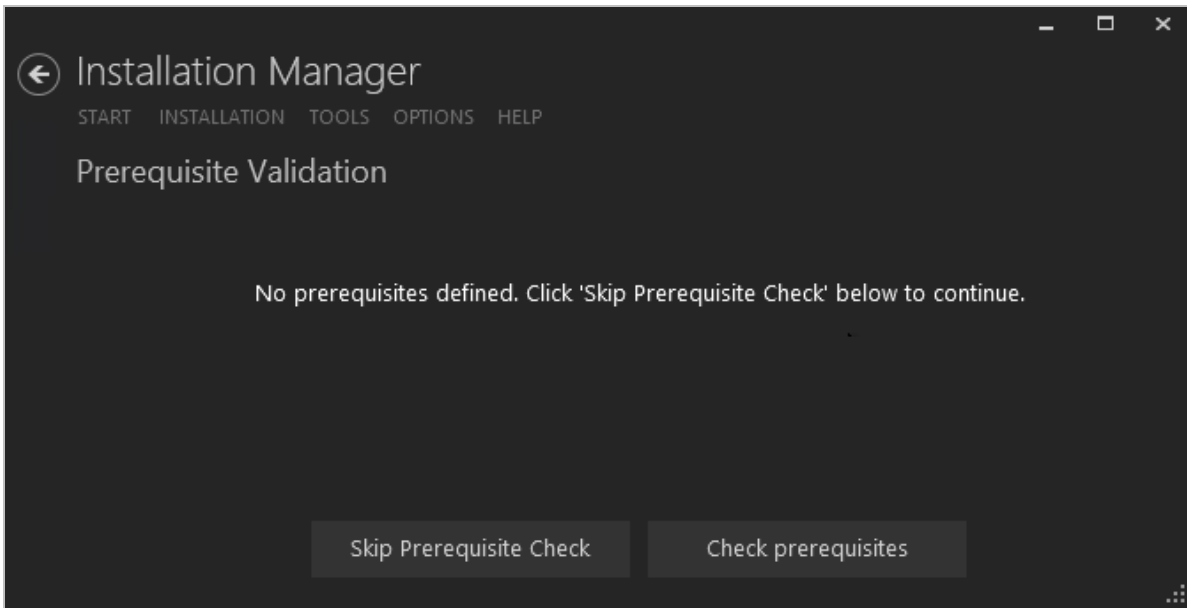 Installation Manager
START INSTALLATION TOOLS OPTIONS HELP
Prerequisite Validation
No prerequisites defined. Click 'Skip Prerequisite Check' below to continue.
Skip Prerequisite Check Check prerequisites